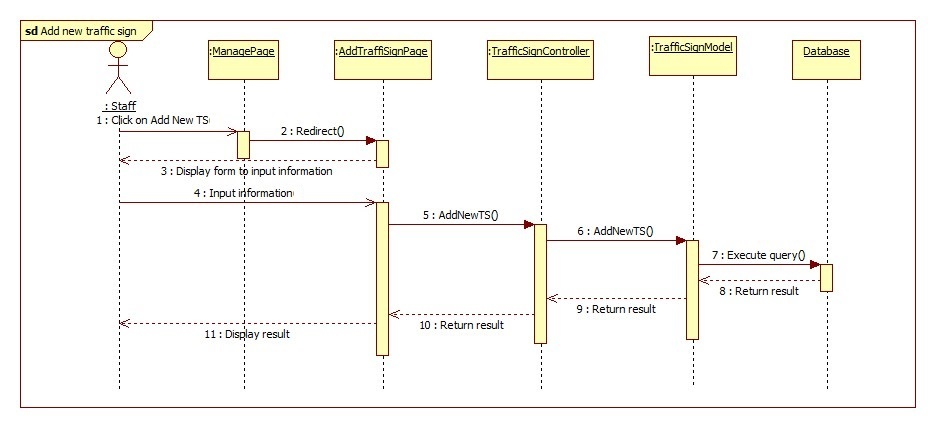 sd Add new traffic sign
:ManagePage
:AddTraffiSignPage
:TrafficSignController
:TrafficSignModel
Database
: Staff
1 : Click on Add New TS
2 : Redirect()
3 : Display form to input information
4 : Input information
5 : AddNewTS()
6 : AddNewTS()
7 : Execute query()
8 : Return result
9 : Return result
10 : Return result
11 : Display result